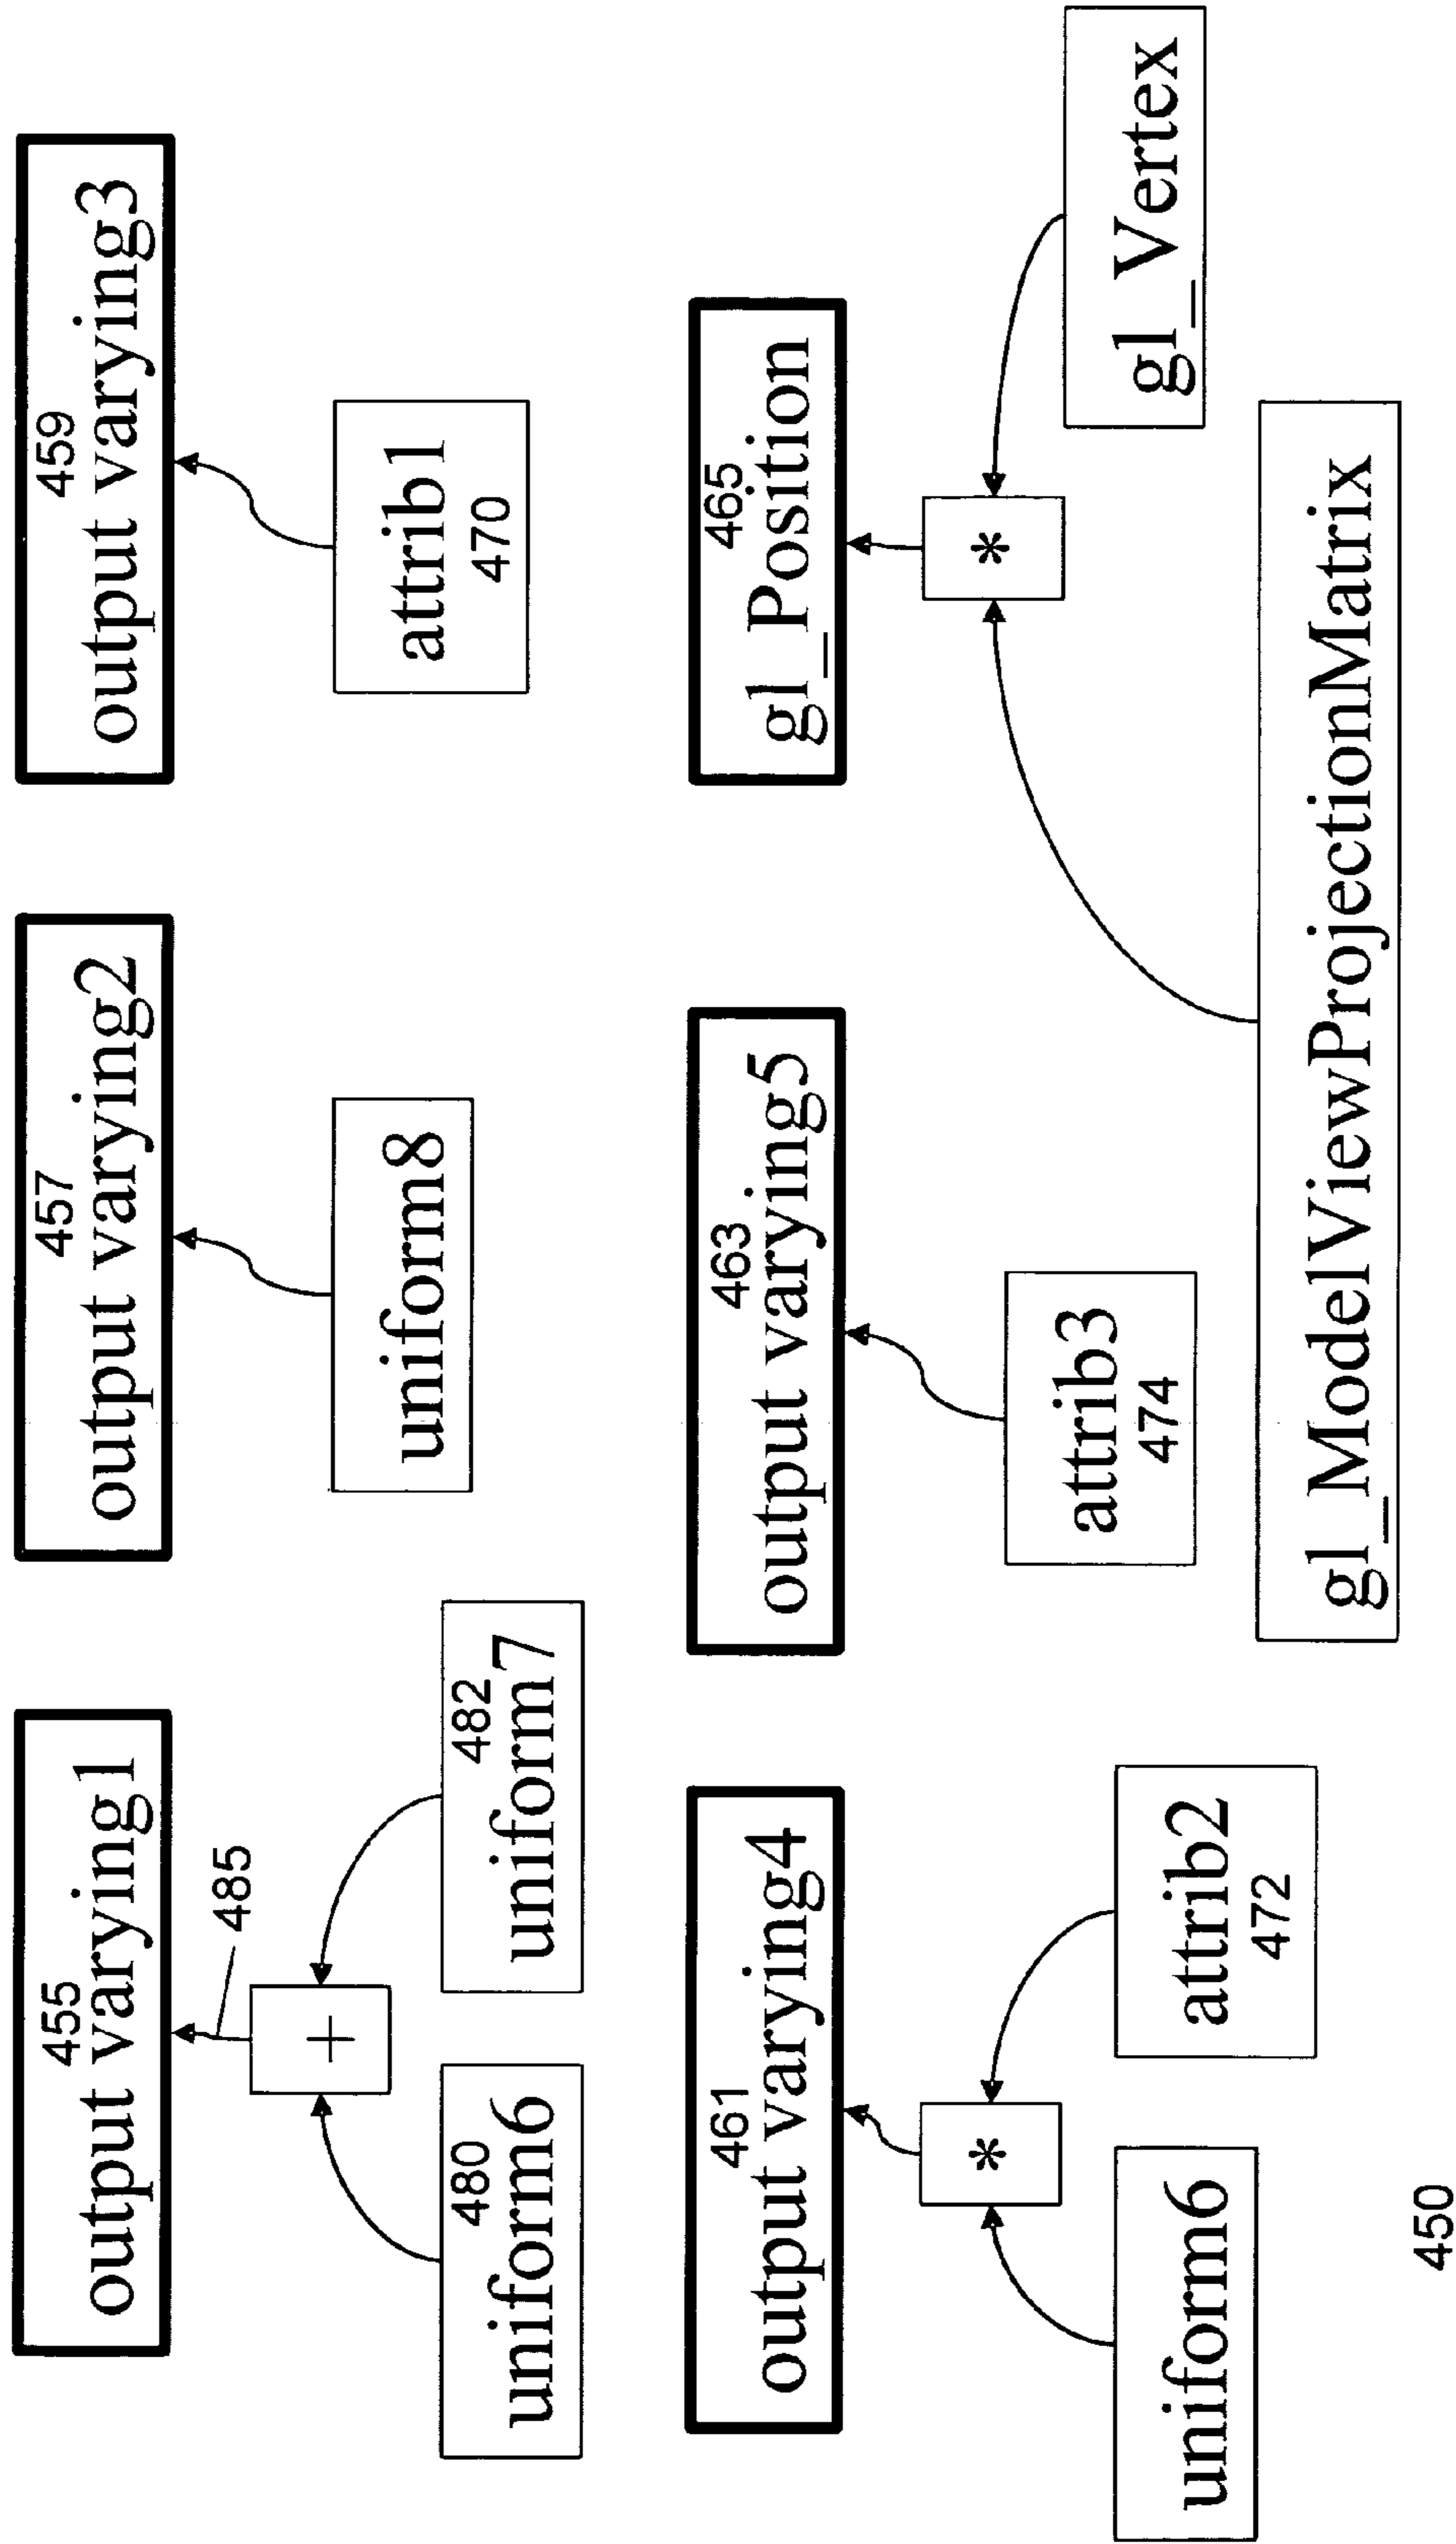 455
output varying1
485
+
480
uniform6
482
uniform7
457
output varying2
uniform8
459
output varying3
attrib1
470
461
output varying4
*
uniform6
attrib2
472
463
output varying5
attrib3
474
465
gl_Position
*
gl_Vertex
gl_ModelViewProjectionMatrix
450